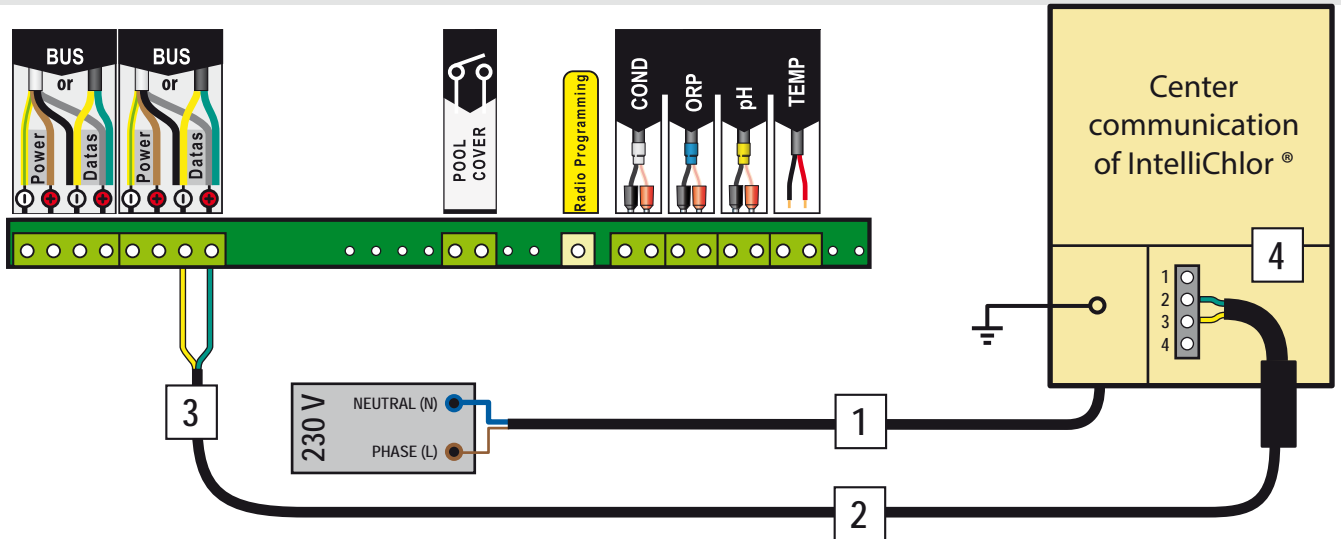 BUS
or
Power
Datas
BUS
or
Power
Datas
POOL
COVER
Radio Programming
COND
ORP
pH
TEMP
Center
communication
of IntelliChlor ®
4
1
2
3
4
3
230 V
NEUTRAL (N)
PHASE (L)
1
2